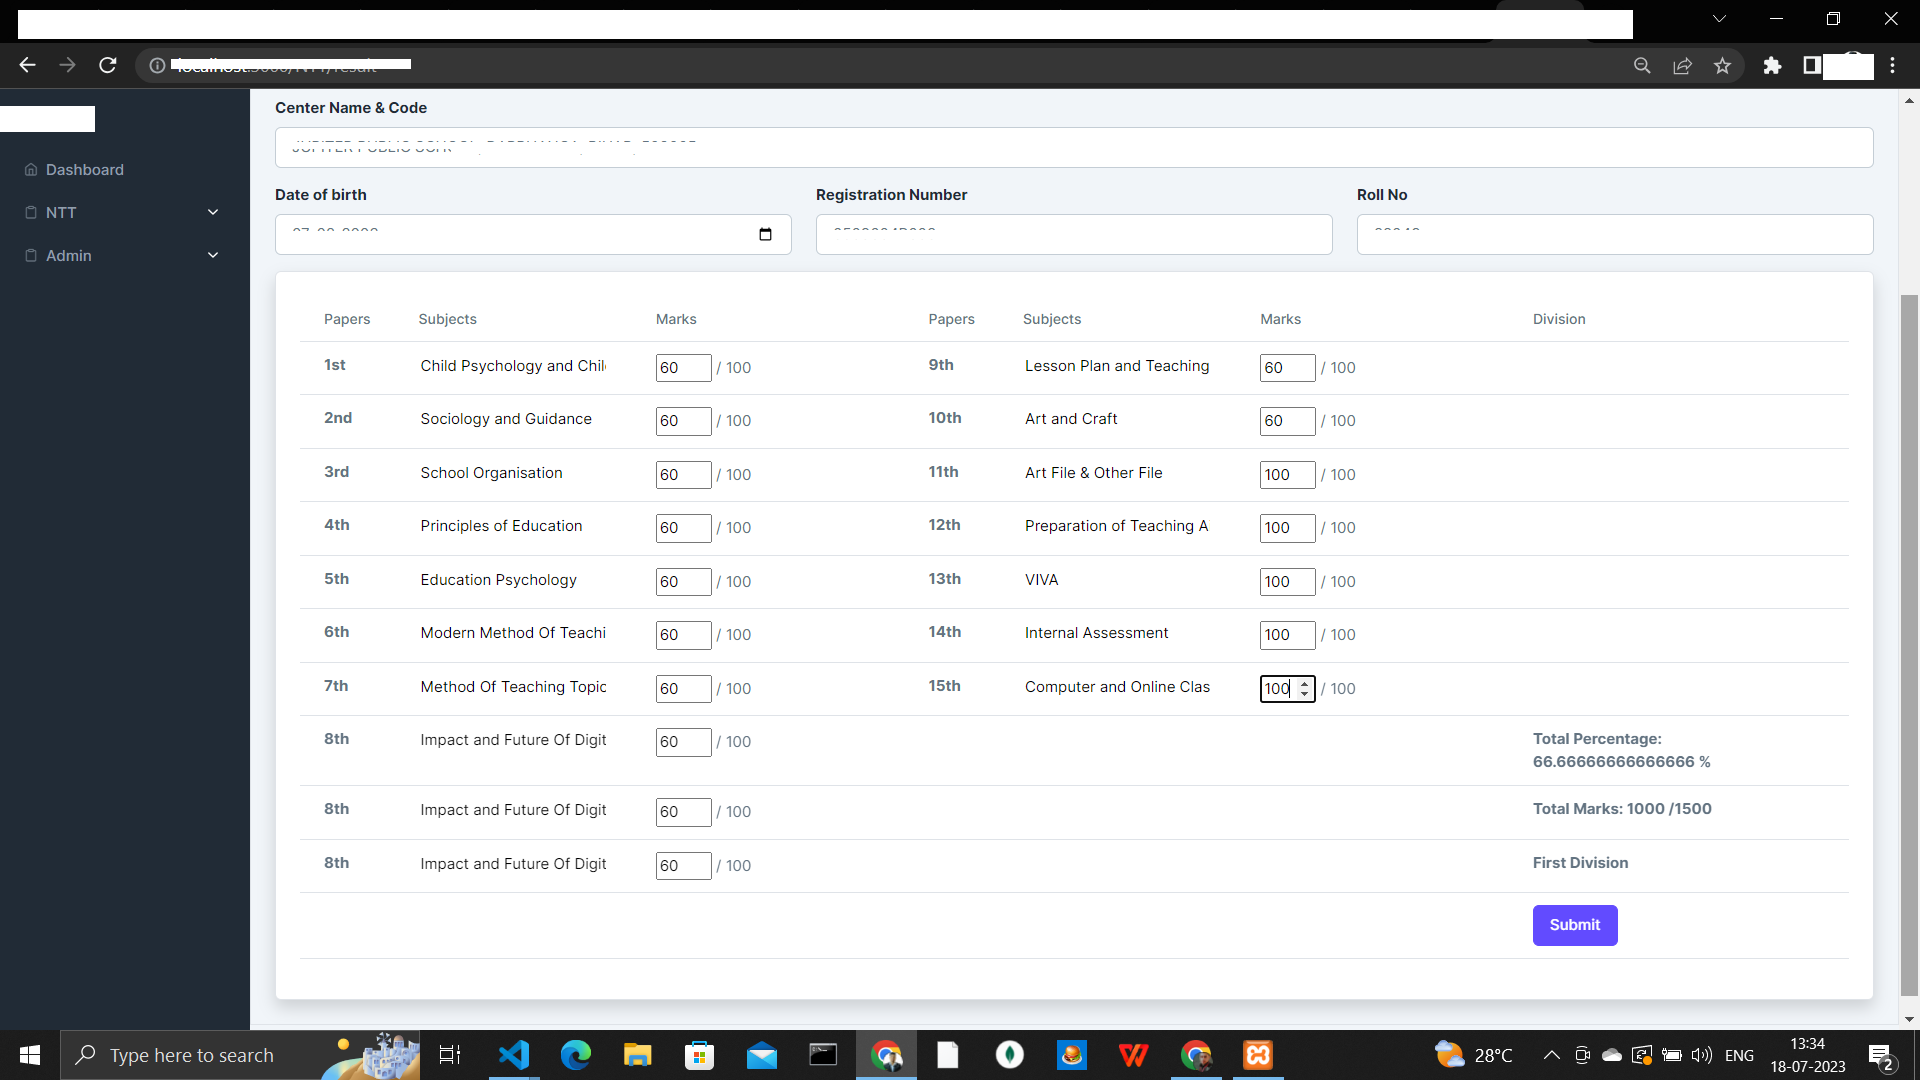 Center Name & Code
Date of birth
Registration Number
Roll No
Dashboard
NTT
Admin
Papers Subjects Marks Papers Subjects Marks Division
1st Child Psychology and Chil 60 / 100 9th Lesson Plan and Teaching 60 / 100
2nd Sociology and Guidance 60 / 100 10th Art and Craft 60 / 100
3rd School Organisation 60 / 100 11th Art File & Other File 100 / 100
4th Principles of Education 60 / 100 12th Preparation of Teaching A 100 / 100
5th Education Psychology 60 / 100 13th VIVA 100 / 100
6th Modern Method Of Teachi 60 / 100 14th Internal Assessment 100 / 100
7th Method Of Teaching Topic 60 / 100 15th Computer and Online Clas 100 / 100
8th Impact and Future Of Digit 60 / 100 Total Percentage:
66.66666666666666 %
8th Impact and Future Of Digit 60 / 100 Total Marks: 1000 /1500
8th Impact and Future Of Digit 60 / 100 First Division
Submit
Type here to search
28°C
ENG
13:34
18-07-2023
2